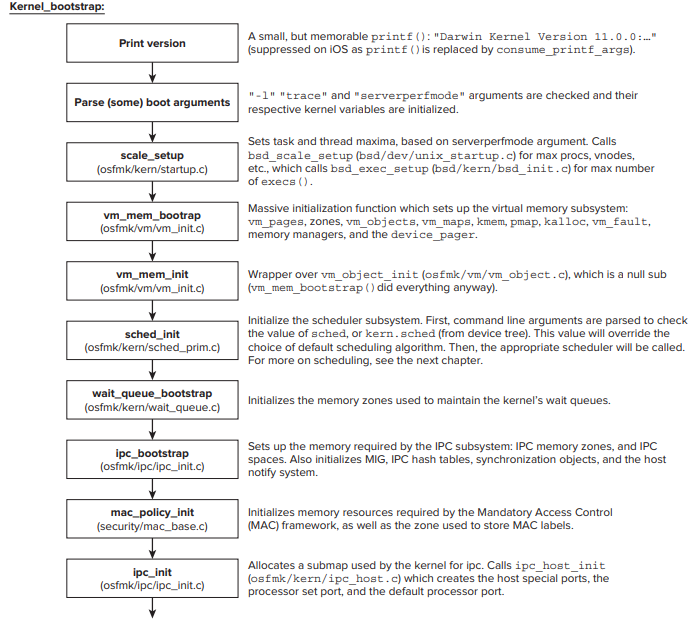 Kernel_bootstrap:
Print version
A small, but memorable printf(): "Darwin Kernel Version 11.0.0:…"
(suppressed on iOS as printf() is replaced by consume_printf_args).
Parse (some) boot arguments
"-l" "trace" and "serverperfmode" arguments are checked and their
respective kernel variables are initialized.
scale_setup
(osfmk/kern/startup.c)
Sets task and thread maxima, based on serverperfmode argument. Calls
bsd_scale_setup (bsd/dev/unix_startup.c) for max procs, vnodes,
etc., which calls bsd_exec_setup (bsd/kern/bsd_init.c) for max number
of execs().
vm_mem_bootrap
(osfmk/vm/vm_init.c)
Massive initialization function which sets up the virtual memory subsystem:
vm_pages, zones, vm_objects, vm_maps, kmem, pmap, kalloc, vm_fault,
memory managers, and the device_pager.
vm_mem_init
(osfmk/vm/vm_init.c)
Wrapper over vm_object_init (osfmk/vm/vm_object.c), which is a null sub
(vm_mem_bootstrap() did everything anyway).
sched_init
(osfmk/kern/sched_prim.c)
Initialize the scheduler subsystem. First, command line arguments are parsed to check
the value of sched, or kern.sched (from device tree). This value will override the
choice of default scheduling algorithm. Then, the appropriate scheduler will be called.
For more on scheduling, see the next chapter.
wait_queue_bootstrap
(osfmk/kern/wait_queue.c)
Initializes the memory zones used to maintain the kernel's wait queues.
ipc_bootstrap
(osfmk/ipc/ipc_init.c)
Sets up the memory required by the IPC subsystem: IPC memory zones, and IPC
spaces. Also initializes MIG, IPC hash tables, synchronization objects, and the host
notify system.
mac_policy_init
(security/mac_base.c)
Initializes memory resources required by the Mandatory Access Control
(MAC) framework, as well as the zone used to store MAC labels.
ipc_init
(osfmk/ipc/ipc_init.c)
Allocates a submap used by the kernel for ipc. Calls ipc_host_init
(osfmk/kern/ipc_host.c) which creates the host special ports, the
processor set port, and the default processor port.